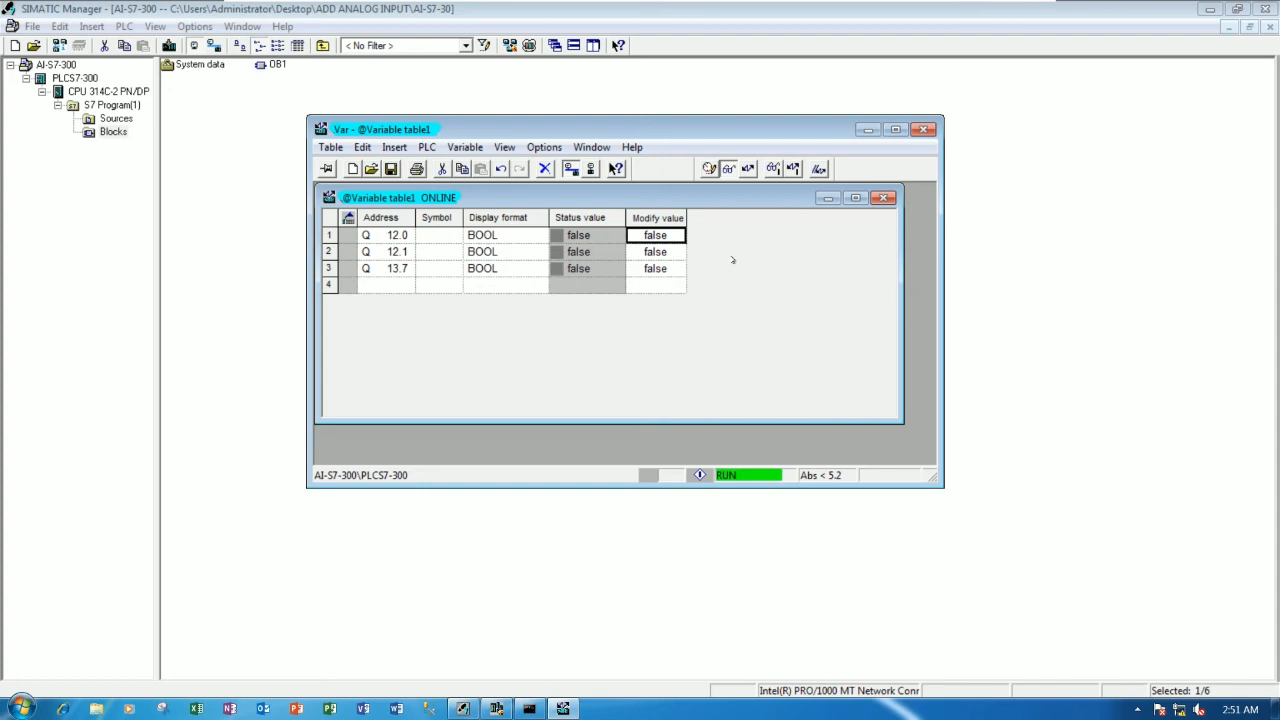 SIMATIC Manager - [AI-S7-300 -- C:\Users\Administrator\Desktop\ADD ANALOG INPUT\AI-S7-30]
File Edit Insert PLC View Options Window Help
< No Filter >
AI-S7-300
PLCS7-300
CPU 314C-2 PN/DP
S7 Program(1)
Sources
Blocks
System data OB1
Var - @Variable table1
Table Edit Insert PLC Variable View Options Window Help
@Variable table1 ONLINE
Address Symbol Display format Status value Modify value
1 Q 12.0 BOOL false false
2 Q 12.1 BOOL false false
3 Q 13.7 BOOL false false
4
AI-S7-300\PLCS7-300 RUN Abs < 5.2
Intel(R) PRO/1000 MT Network Conr Selected: 1/6
2:51 AM